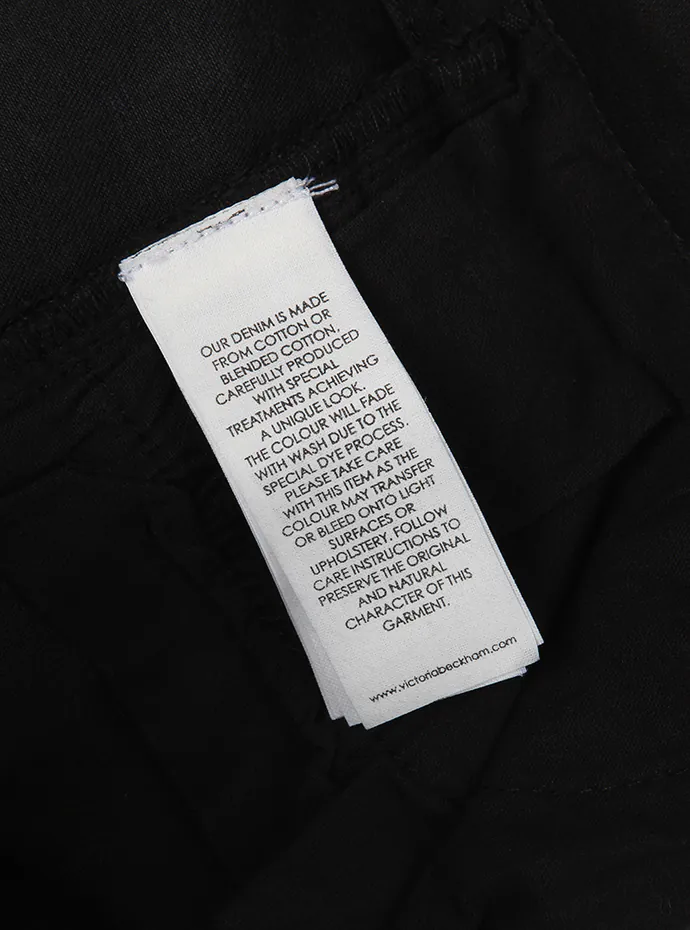 OUR DENIM IS MADE
FROM COTTON OR
BLENDED COTTON,
CAREFULLY PRODUCED
WITH SPECIAL
TREATMENTS ACHIEVING
A UNIQUE LOOK.
THE COLOUR WILL FADE
WITH WASH DUE TO THE
SPECIAL DYE PROCESS.
PLEASE TAKE CARE
WITH THIS ITEM AS THE
COLOUR MAY TRANSFER
OR BLEED ONTO LIGHT
SURFACES OR
UPHOLSTERY. FOLLOW
CARE INSTRUCTIONS TO
PRESERVE THE ORIGINAL
AND NATURAL
CHARACTER OF THIS
GARMENT.
www.victoriabeckham.com